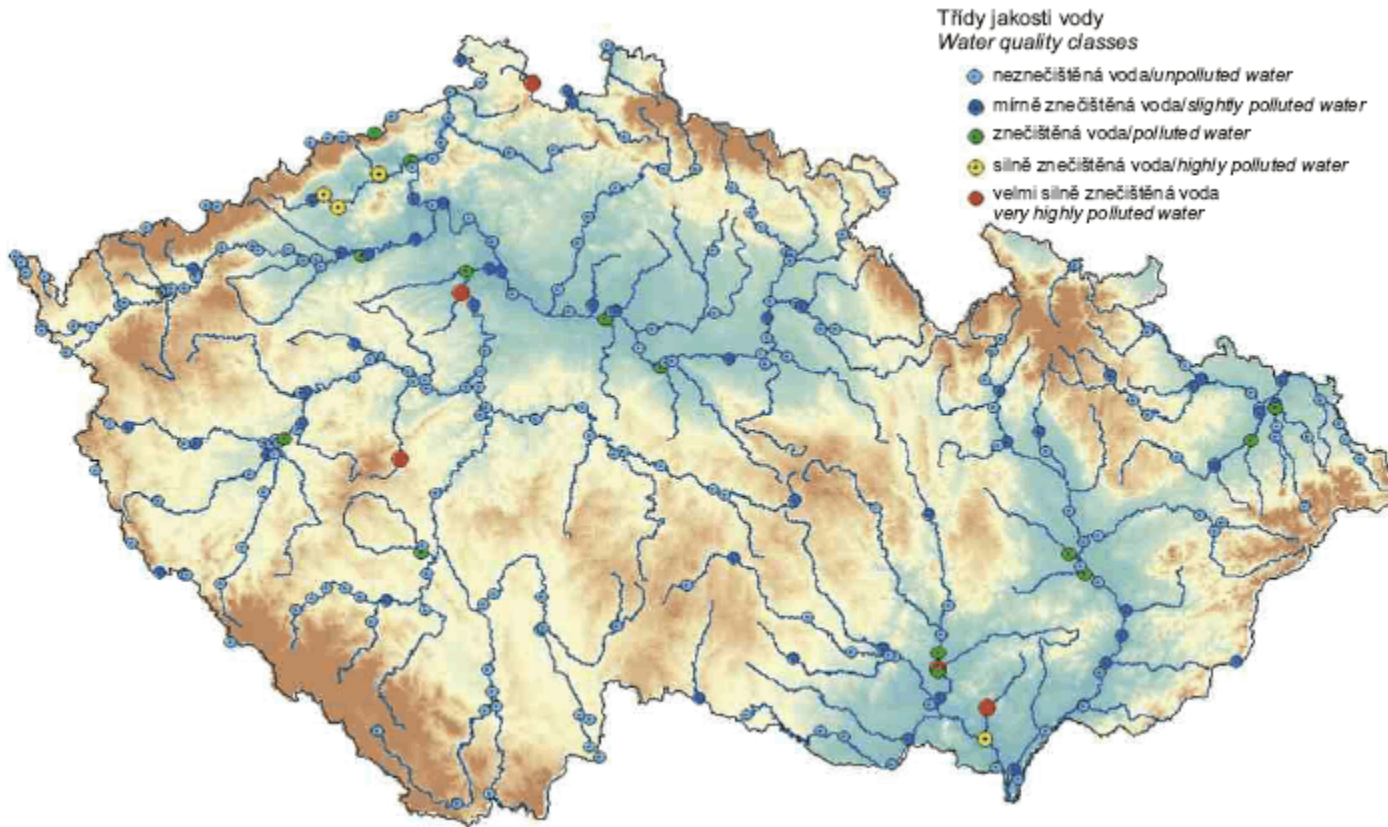 Třídy jakosti vody
Water quality classes
neznečištěná voda/unpolluted water
mírně znečištěná voda/slightly polluted water
znečištěná voda/polluted water
silně znečištěná voda/highly polluted water
velmi silně znečištěná voda
very highly polluted water